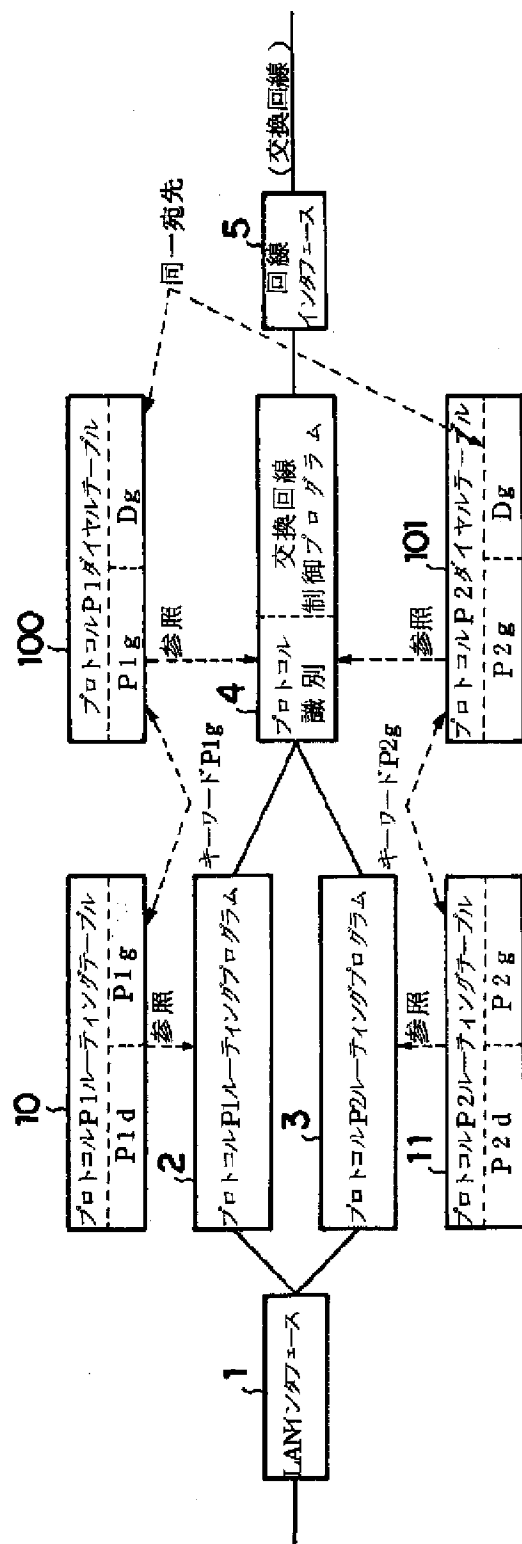 10
プロトコルP1ルーティングテーブル
P1d
P1g
参照
キーワードP1g
100
プロトコルP1ダイヤルテーブル
P1g
Dg
参照
同一宛先
1
LANインタフェース
2
プロトコルP1ルーティングプログラム
3
プロトコルP2ルーティングプログラム
4
プロトコル
識別
交換回線
制御プログラム
5
回線
インタフェース
(交換回線)
参照
キーワードP2g
参照
11
プロトコルP2ルーティングテーブル
P2d
P2g
101
プロトコルP2ダイヤルテーブル
P2g
Dg